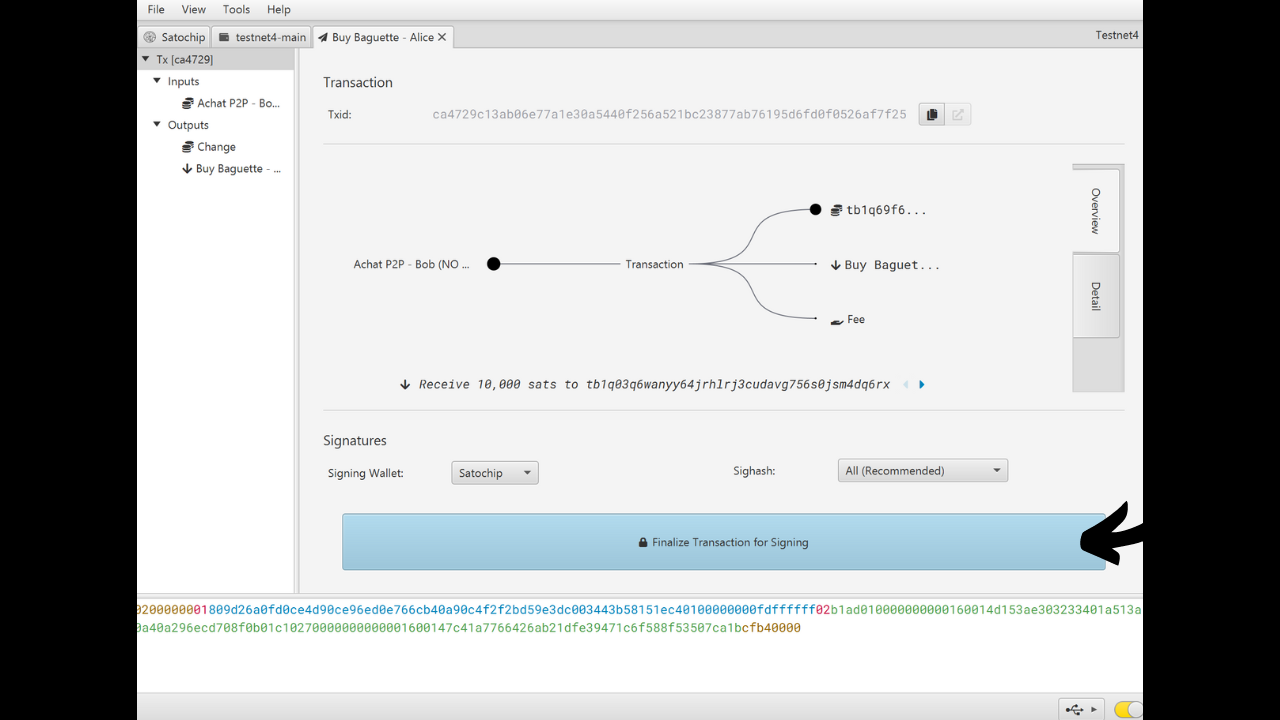 File View Tools Help
Satochip testnet4-main Buy Baguette - Alice Testnet4
Tx [ca4729]
Inputs
Achat P2P - Bo...
Outputs
Change
Buy Baguette - ...
Transaction
Txid: ca4729c13ab06e77a1e30a5440f256a521bc23877ab76195d6fd0f0526af7f25
Overview
Detail
tb1q69f6...
Achat P2P - Bob (NO ... Transaction Buy Baguet...
Fee
Receive 10,000 sats to tb1q03q6wanyy64jrhlrj3cudavg756s0jsm4dq6rx
Signatures
Signing Wallet: Satochip Sighash: All (Recommended)
Finalize Transaction for Signing
0200000001809d26a0fd0ce4d90ce96ed0e766cb40a90c4f2f2bd59e3dc003443b58151ec40100000000fdffffff02b1ad010000000000160014d153ae303233401a513a
0a40a296ecd708f0b01c10270000000000001600147c41a7766426ab21dfe39471c6f588f53507ca1bcfb40000